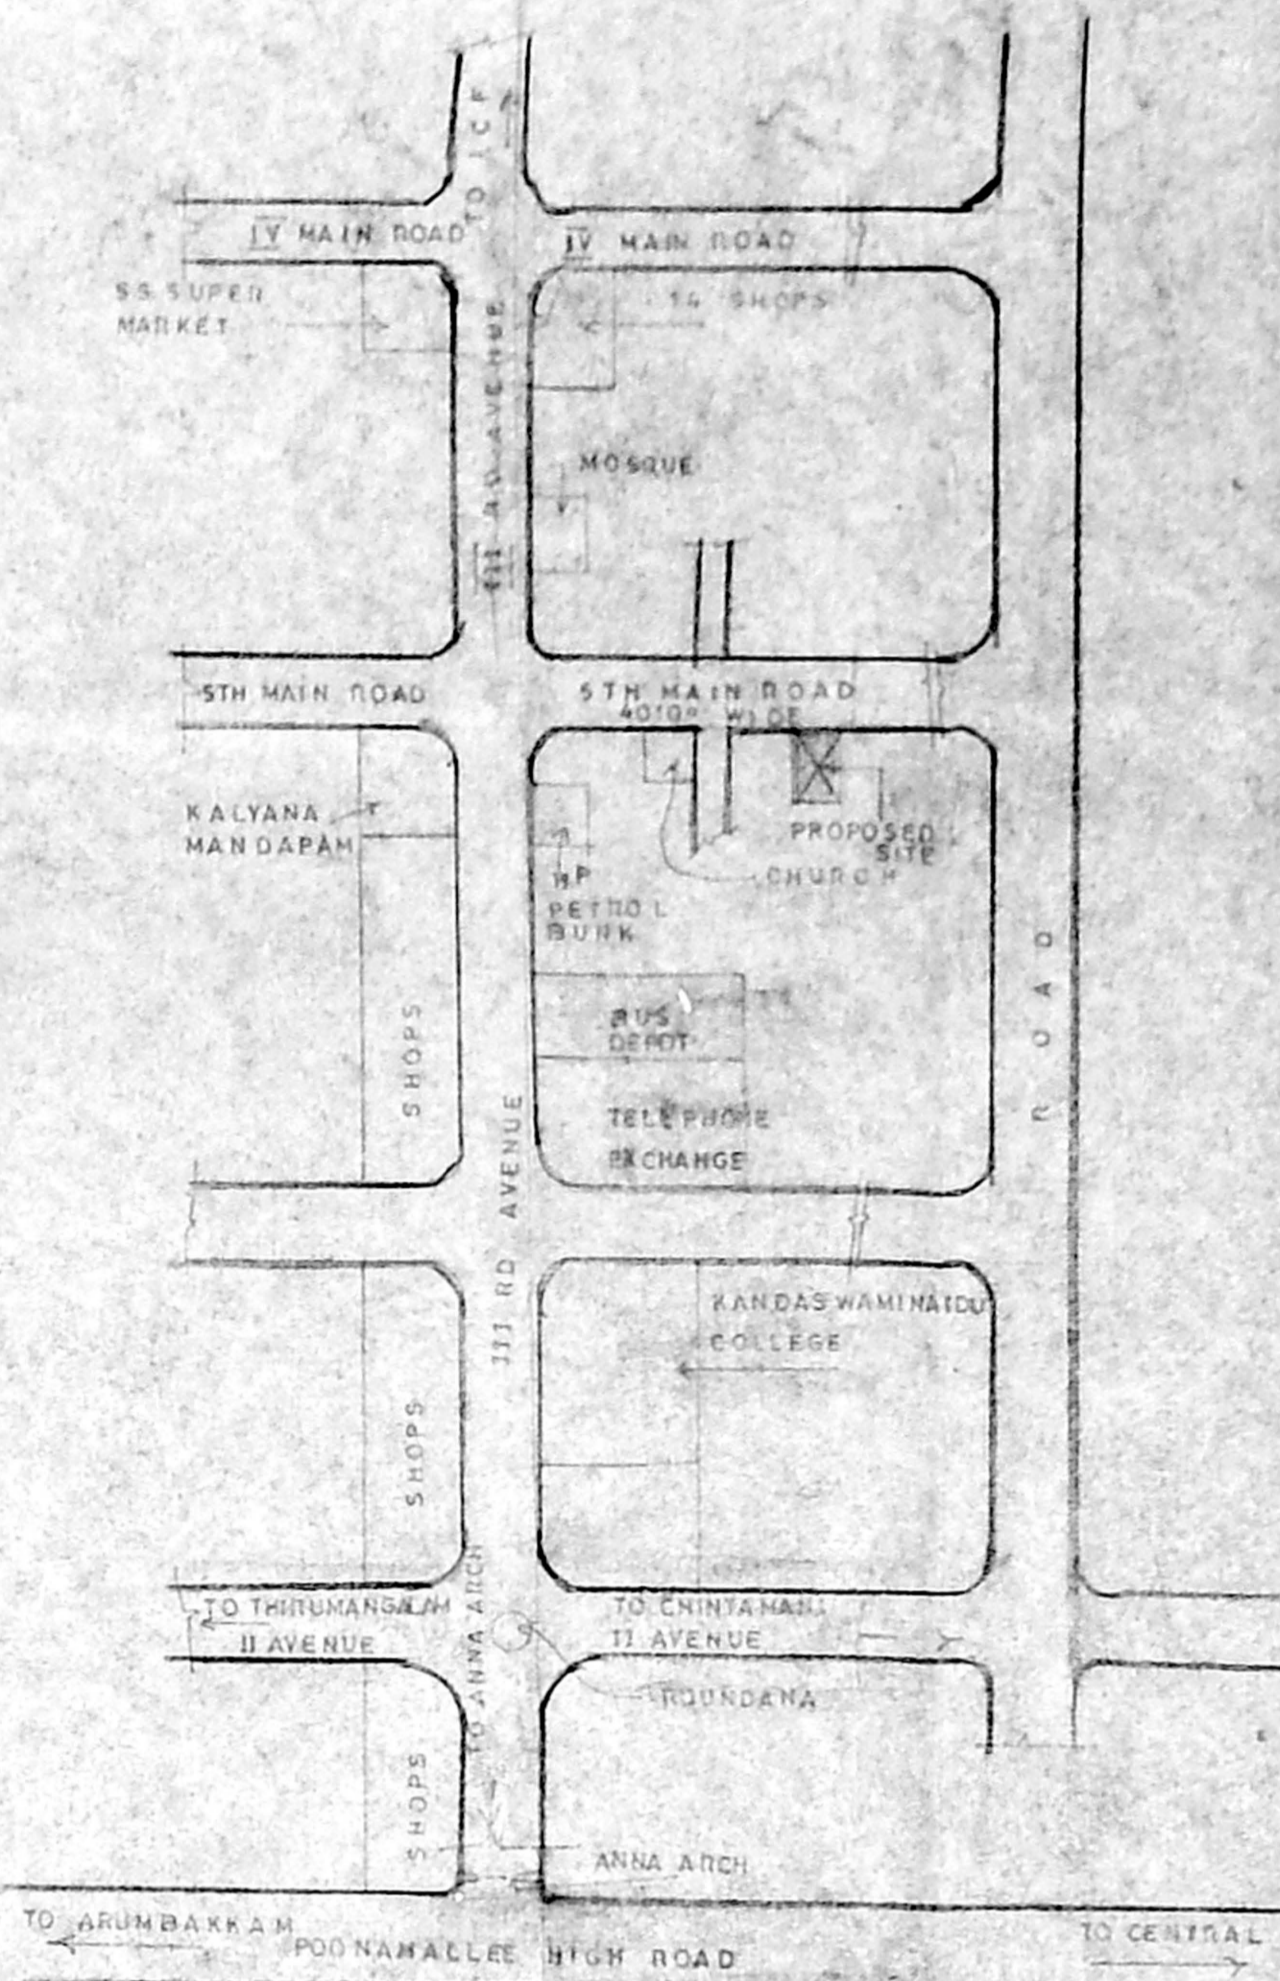 TO ICF
IV MAIN ROAD
IV MAIN ROAD
SS SUPER
MARKET
14 SHOPS
III RD AVENUE
MOSQUE
5TH MAIN ROAD
5TH MAIN ROAD
WIDE
KALYANA
MANDAPAM
PROPOSED
SITE
CHURCH
HP
PETROL
BUNK
ROAD
SHOPS
BUS
DEPOT
TELEPHONE
EXCHANGE
III RD AVENUE
KANDASWAMI NAIDU
COLLEGE
SHOPS
TO ANNA ARCH
TO THIRUMANGALAM
II AVENUE
TO CHINTAMANI
II AVENUE
ROUNDANA
SHOPS
ANNA ARCH
TO ARUMBAKKAM
POONAMALLEE HIGH ROAD
TO CENTRAL